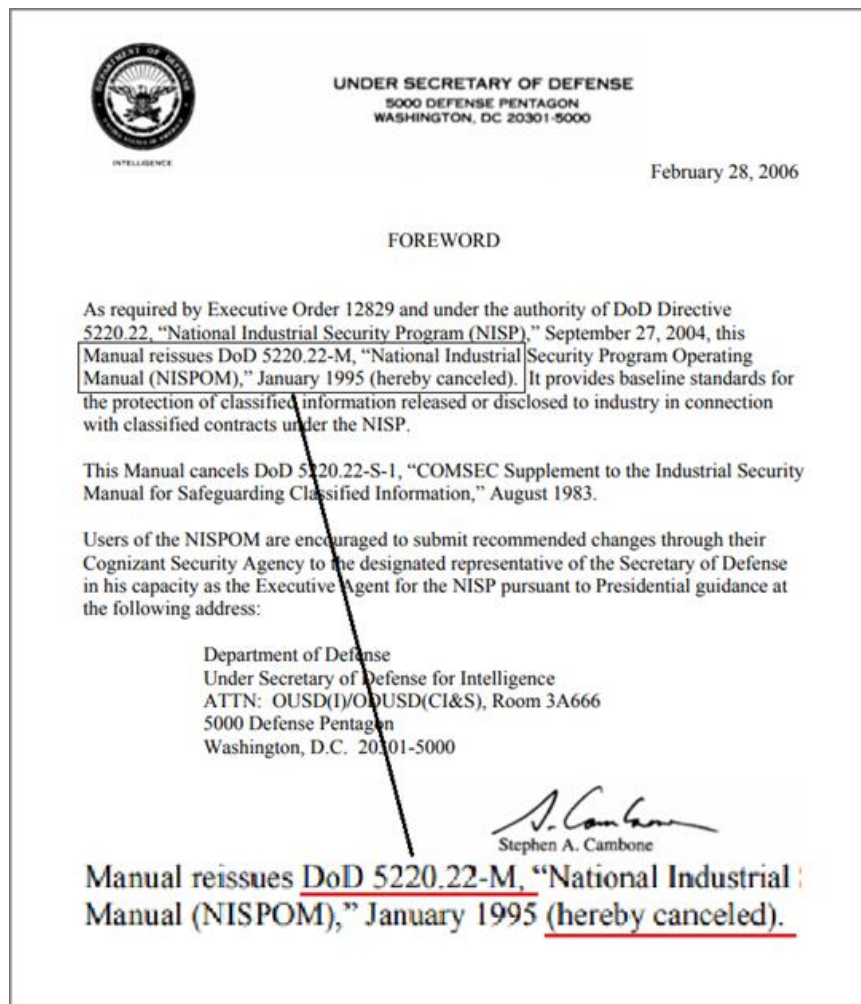 DEPARTMENT OF DEFENSE
UNITED STATES OF AMERICA
INTELLIGENCE
UNDER SECRETARY OF DEFENSE
5000 DEFENSE PENTAGON
WASHINGTON, DC 20301-5000
February 28, 2006
FOREWORD
As required by Executive Order 12829 and under the authority of DoD Directive
5220.22, “National Industrial Security Program (NISP),” September 27, 2004, this
Manual reissues DoD 5220.22-M, “National Industrial Security Program Operating
Manual (NISPOM),” January 1995 (hereby canceled). It provides baseline standards for
the protection of classified information released or disclosed to industry in connection
with classified contracts under the NISP.
This Manual cancels DoD 5220.22-S-1, “COMSEC Supplement to the Industrial Security
Manual for Safeguarding Classified Information,” August 1983.
Users of the NISPOM are encouraged to submit recommended changes through their
Cognizant Security Agency to the designated representative of the Secretary of Defense
in his capacity as the Executive Agent for the NISP pursuant to Presidential guidance at
the following address:
Department of Defense
Under Secretary of Defense for Intelligence
ATTN: OUSD(I)/ODUSD(CI&S), Room 3A666
5000 Defense Pentagon
Washington, D.C. 20301-5000
S. Cambone
Stephen A. Cambone
Manual reissues DoD 5220.22-M, “National Industrial
Manual (NISPOM),” January 1995 (hereby canceled).